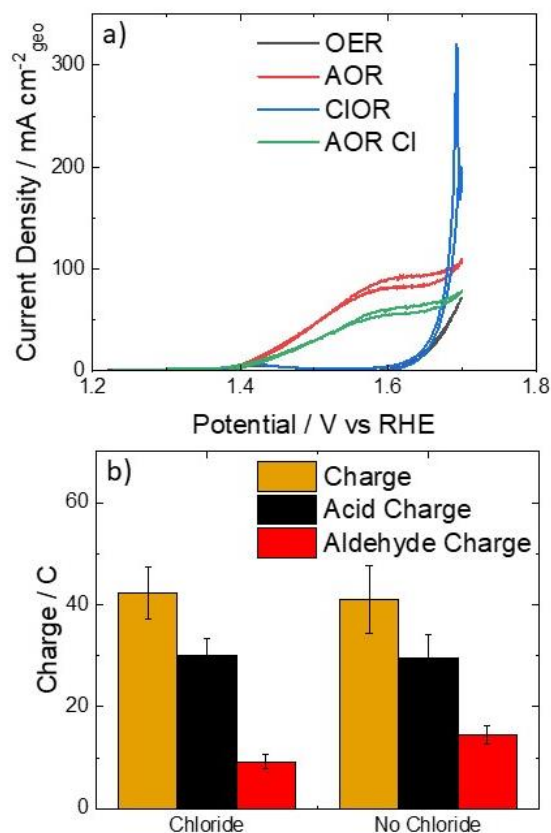 a)
OER
AOR
ClOR
AOR Cl
300
200
100
0
Current Density / mA cm⁻²geo
1.2 1.4 1.6 1.8
Potential / V vs RHE
b)
Charge
Acid Charge
Aldehyde Charge
60
40
20
0
Charge / C
Chloride No Chloride